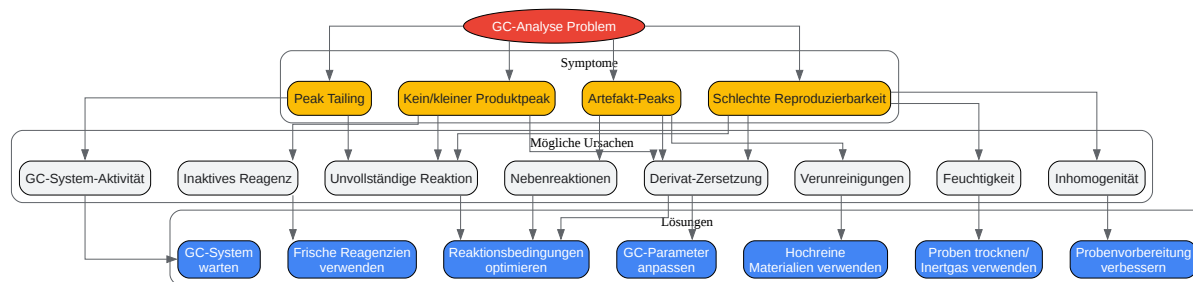 GC-Analyse Problem
Symptome
Peak Tailing
Kein/kleiner Produktpeak
Artefakt-Peaks
Schlechte Reproduzierbarkeit
Mögliche Ursachen
GC-System-Aktivität
Inaktives Reagenz
Unvollständige Reaktion
Nebenreaktionen
Derivat-Zersetzung
Verunreinigungen
Feuchtigkeit
Inhomogenität
Lösungen
GC-System
warten
Frische Reagenzien
verwenden
Reaktionsbedingungen
optimieren
GC-Parameter
anpassen
Hochreine
Materialien verwenden
Proben trocknen/
Inertgas verwenden
Probenvorbereitung
verbessern